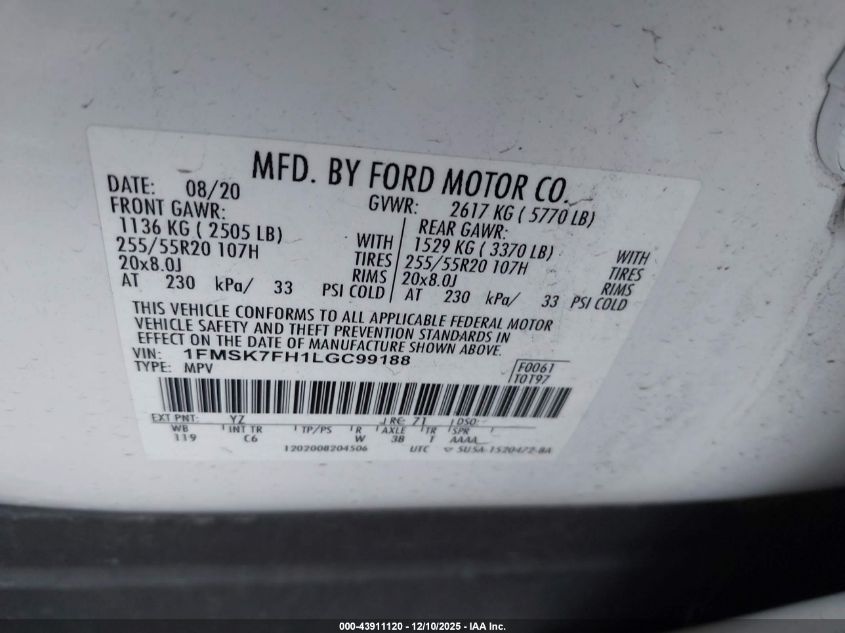 MFD. BY FORD MOTOR CO.
DATE: 08/20 GVWR: 2617 KG ( 5770 LB)
FRONT GAWR: REAR GAWR:
1136 KG ( 2505 LB) WITH 1529 KG ( 3370 LB) WITH
255/55R20 107H TIRES 255/55R20 107H TIRES
20x8.0J RIMS 20x8.0J RIMS
AT 230 kPa/ 33 PSI COLD AT 230 kPa/ 33 PSI COLD
THIS VEHICLE CONFORMS TO ALL APPLICABLE FEDERAL MOTOR
VEHICLE SAFETY AND THEFT PREVENTION STANDARDS IN
EFFECT ON THE DATE OF MANUFACTURE SHOWN ABOVE.
VIN: 1FMSK7FH1LGC99188
TYPE: MPV
F0061
T0197
EXT PNT: YZ RC: 71 DSO:
WB INT TR TP/PS R AXLE TR SPR
119 C6 W 3B T AAAA
1202008204506 UTC ▽ 5U5A-1520472-BA
000-43911120 - 12/10/2025 - IAA Inc.